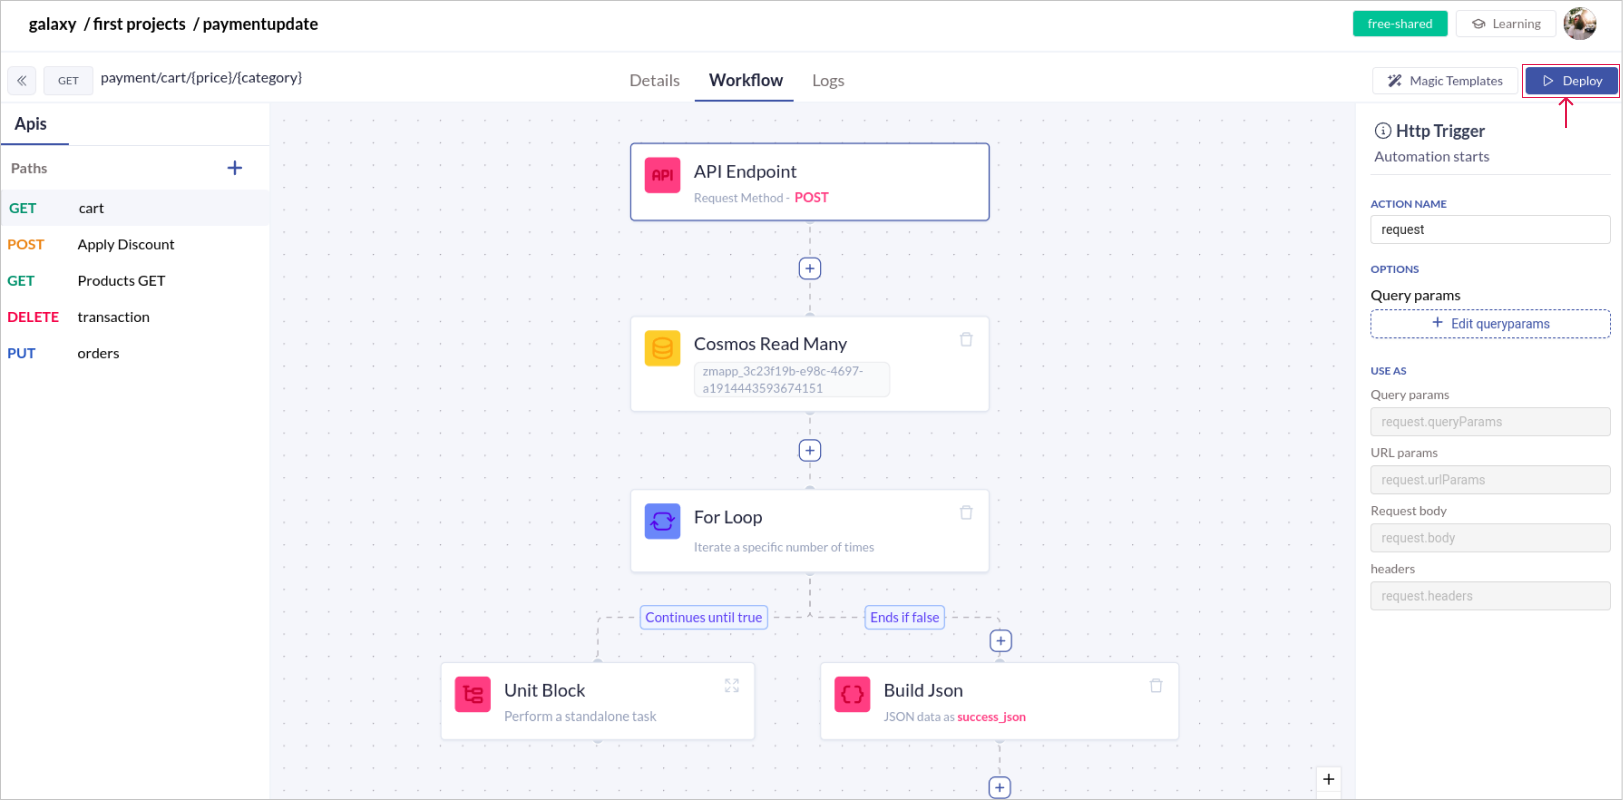 galaxy / first projects / paymentupdate
free-shared
Learning
GET
payment/cart/{price}/{category}
Details
Workflow
Logs
Magic Templates
Deploy
Apis
Paths
GET cart
POST Apply Discount
GET Products GET
DELETE transaction
PUT orders
API
API Endpoint
Request Method - POST
Cosmos Read Many
zmapp_3c23f19b-e98c-4697-
a1914443593674151
For Loop
Iterate a specific number of times
Continues until true
Ends if false
Unit Block
Perform a standalone task
Build Json
JSON data as success_json
Http Trigger
Automation starts
ACTION NAME
request
OPTIONS
Query params
+ Edit queryparams
USE AS
Query params
request.queryParams
URL params
request.urlParams
Request body
request.body
headers
request.headers